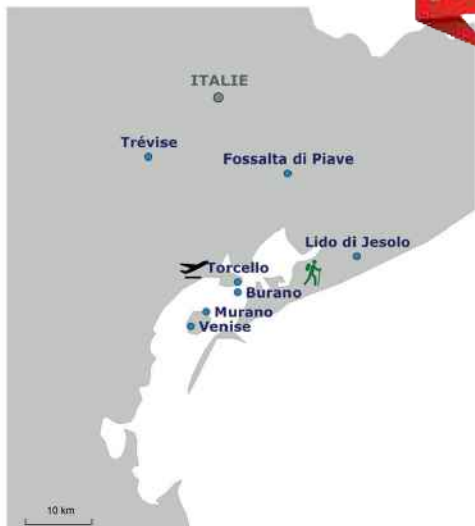 ITALIE
Trévise
Fossalta di Piave
Lido di Jesolo
Torcello
Burano
Murano
Venise
10 km